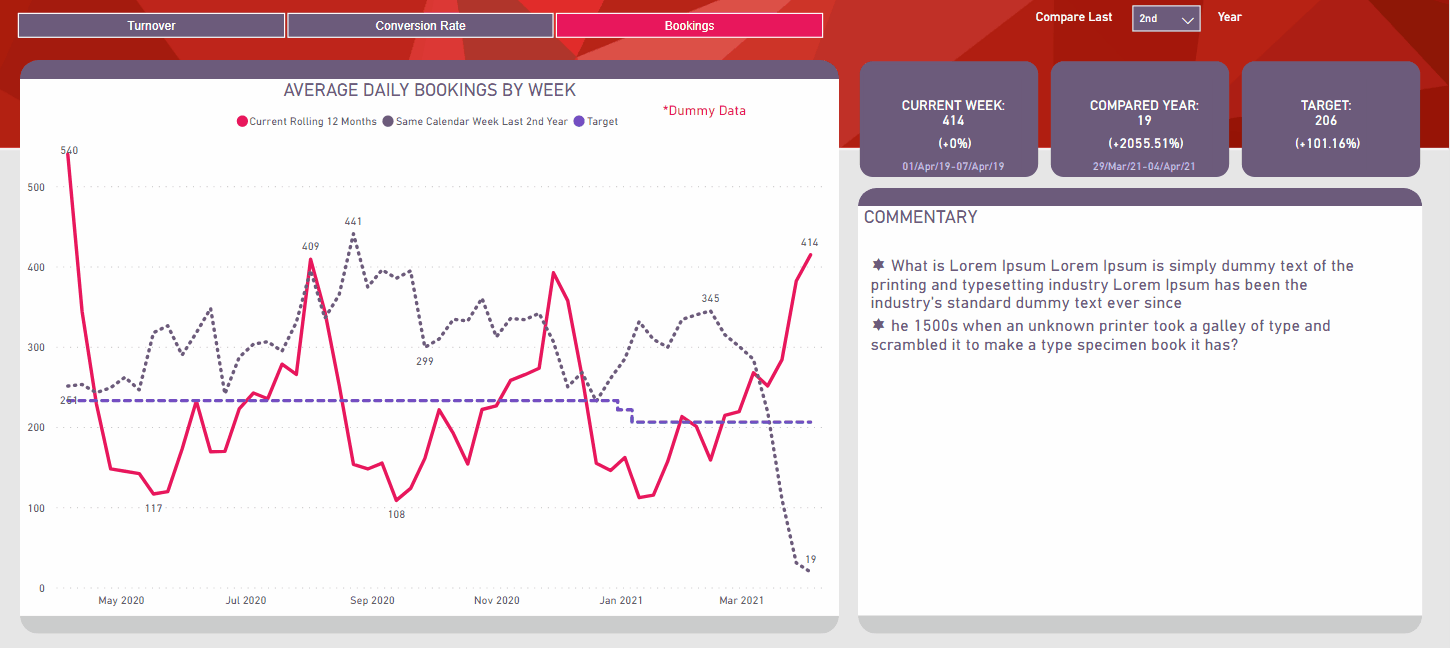 Turnover
Conversion Rate
Bookings
Compare Last
2nd
Year
AVERAGE DAILY BOOKINGS BY WEEK
*Dummy Data
Current Rolling 12 Months
Same Calendar Week Last 2nd Year
Target
540
500
441
409
414
400
345
300
299
251
200
117
108
100
19
0
May 2020
Jul 2020
Sep 2020
Nov 2020
Jan 2021
Mar 2021
CURRENT WEEK:
414
(+0%)
01/Apr/19-07/Apr/19
COMPARED YEAR:
19
(+2055.51%)
29/Mar/21-04/Apr/21
TARGET:
206
(+101.16%)
COMMENTARY
✶ What is Lorem Ipsum Lorem Ipsum is simply dummy text of the
printing and typesetting industry Lorem Ipsum has been the
industry's standard dummy text ever since
✶ he 1500s when an unknown printer took a galley of type and
scrambled it to make a type specimen book it has?